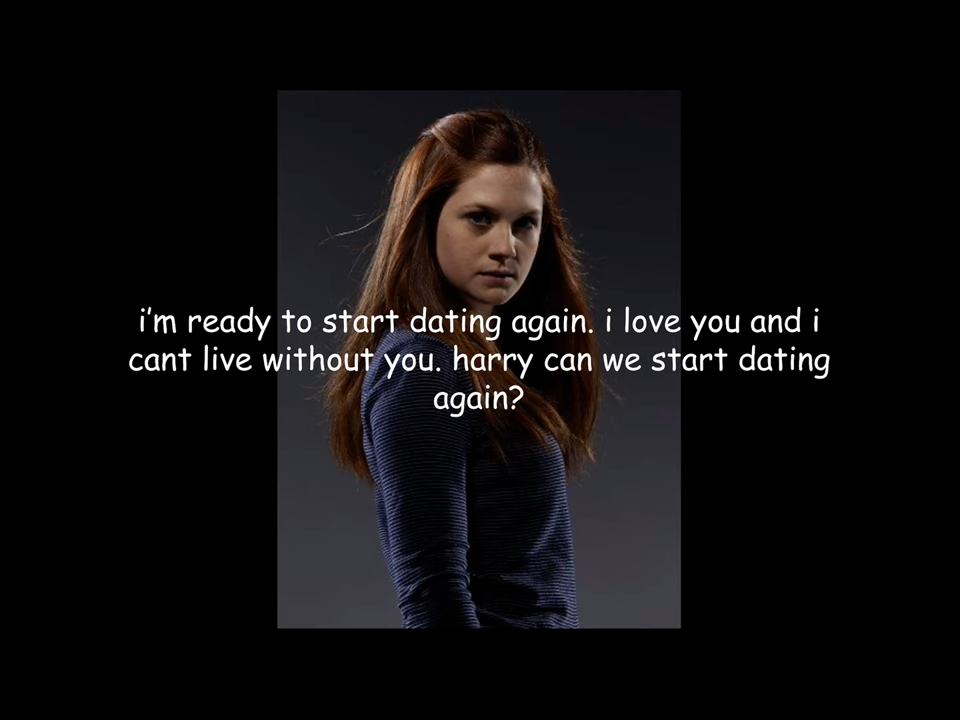 i'm ready to start dating again. i love you and i
cant live without you. harry can we start dating
again?